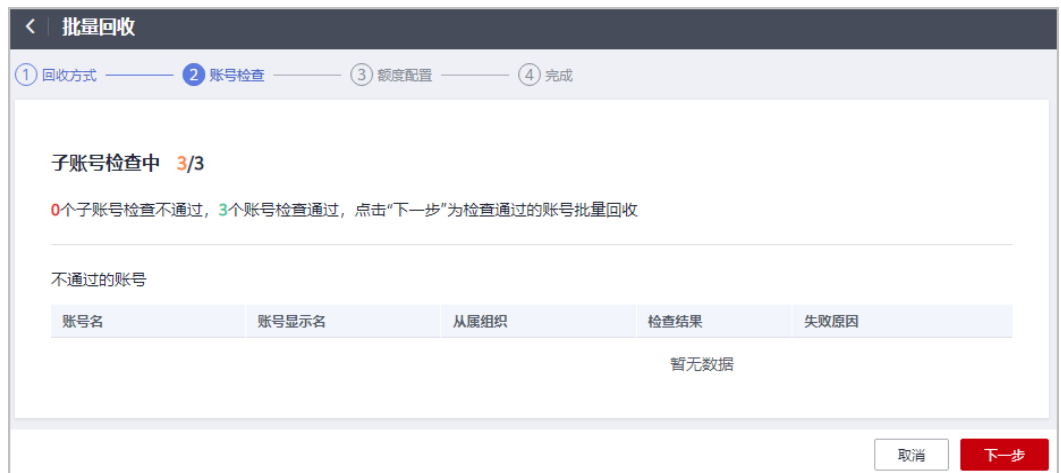 批量回收
1 回收方式 2 账号检查 3 额度配置 4 完成
子账号检查中 3/3
0个子账号检查不通过，3个账号检查通过，点击“下一步”为检查通过的账号批量回收
不通过的账号
账号名 账号显示名 从属组织 检查结果 失败原因
暂无数据
取消 下一步